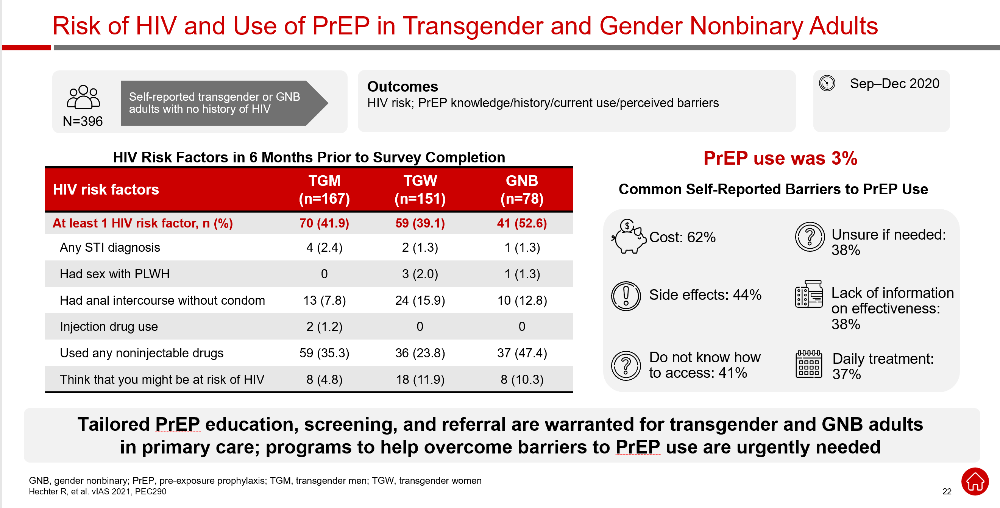 Risk of HIV and Use of PrEP in Transgender and Gender Nonbinary Adults
N=396
Self-reported transgender or GNB
adults with no history of HIV
Outcomes
HIV risk; PrEP knowledge/history/current use/perceived barriers
Sep–Dec 2020
HIV Risk Factors in 6 Months Prior to Survey Completion
HIV risk factors TGM (n=167) TGW (n=151) GNB (n=78)
At least 1 HIV risk factor, n (%) 70 (41.9) 59 (39.1) 41 (52.6)
Any STI diagnosis 4 (2.4) 2 (1.3) 1 (1.3)
Had sex with PLWH 0 3 (2.0) 1 (1.3)
Had anal intercourse without condom 13 (7.8) 24 (15.9) 10 (12.8)
Injection drug use 2 (1.2) 0 0
Used any noninjectable drugs 59 (35.3) 36 (23.8) 37 (47.4)
Think that you might be at risk of HIV 8 (4.8) 18 (11.9) 8 (10.3)
PrEP use was 3%
Common Self-Reported Barriers to PrEP Use
$
Cost: 62%
?
Unsure if needed:
38%
!
Side effects: 44%
Lack of information
on effectiveness:
38%
?
Do not know how
to access: 41%
Daily treatment:
37%
Tailored PrEP education, screening, and referral are warranted for transgender and GNB adults
in primary care; programs to help overcome barriers to PrEP use are urgently needed
GNB, gender nonbinary; PrEP, pre-exposure prophylaxis; TGM, transgender men; TGW, transgender women
Hechter R, et al. vIAS 2021, PEC290
22